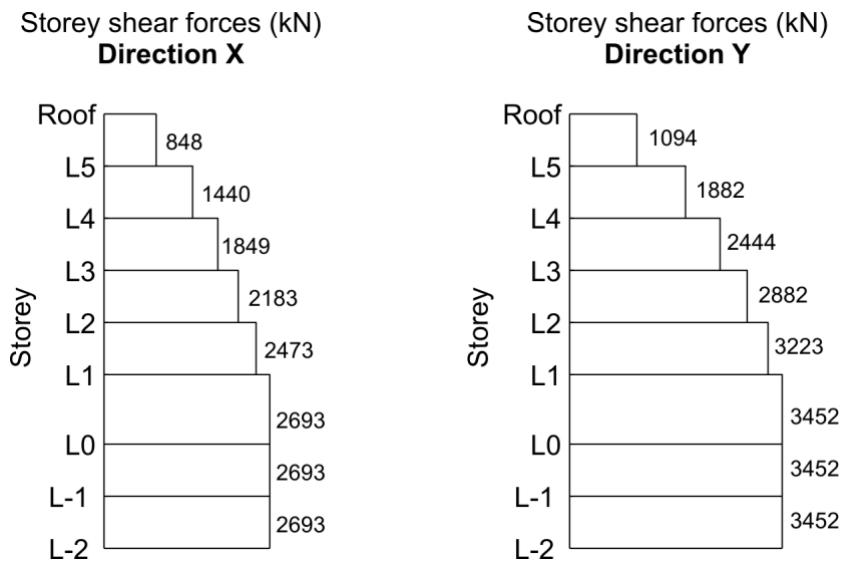 Storey shear forces (kN)
Direction X
Roof
848
L5
1440
L4
1849
L3
2183
L2
2473
L1
2693
L0
2693
L-1
2693
L-2
Storey
Storey shear forces (kN)
Direction Y
Roof
1094
L5
1882
L4
2444
L3
2882
L2
3223
L1
3452
L0
3452
L-1
3452
L-2
Storey